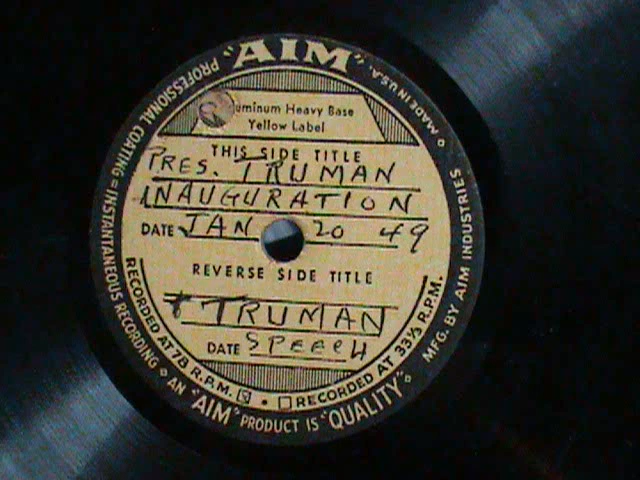 "AIM"
PROFESSIONAL COATING = INSTANTANEOUS RECORDING
MADE IN U.S.A.
Aluminum Heavy Base
Yellow Label
THIS SIDE TITLE
PRES. TRUMAN
INAUGURATION
DATE JAN 20 49
REVERSE SIDE TITLE
+ TRUMAN
DATE SPEECH
RECORDED AT 78 R.P.M. ☒ • ☐ RECORDED AT 33⅓ R.P.M.
AN "AIM" PRODUCT IS "QUALITY"
MFG. BY AIM INDUSTRIES